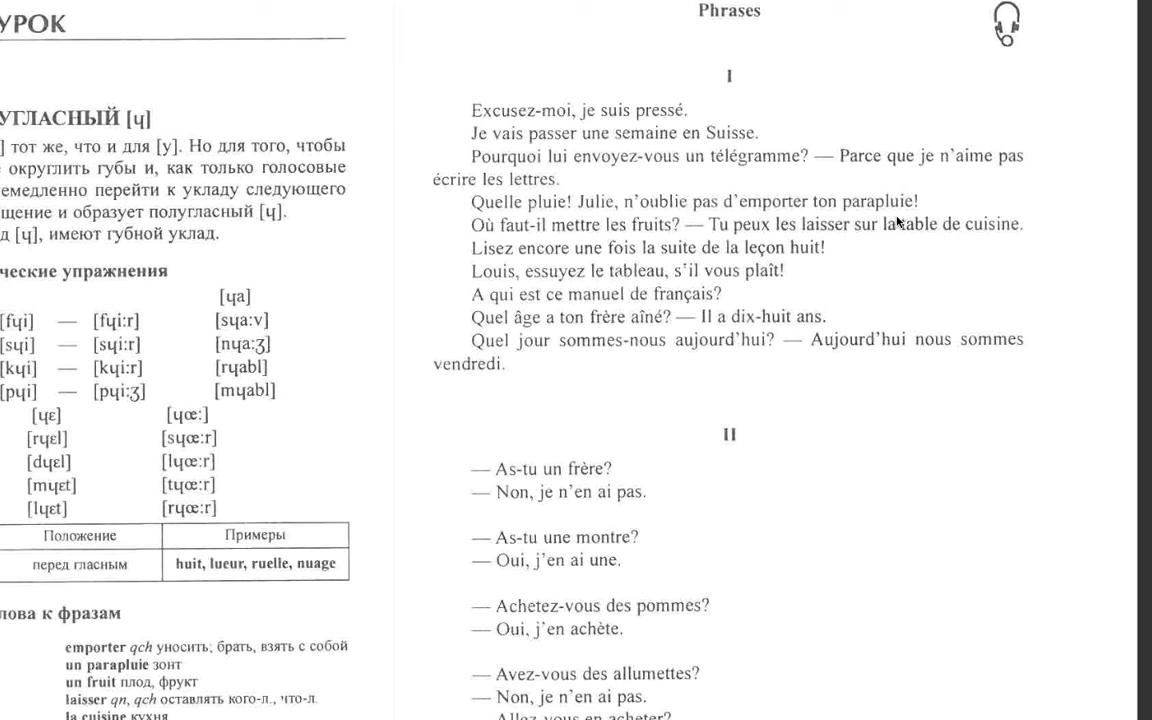 УРОК
УГЛАСНЫЙ [ɥ]
] тот же, что и для [y]. Но для того, чтобы
округлить губы и, как только голосовые
емедленно перейти к укладу следующего
щение и образует полугласный [ɥ].
д [ɥ], имеют губной уклад.
ческие упражнения
[ɥa]
[fɥi] — [fɥi:r] [sɥa:v]
[sɥi] — [sɥi:r] [nɥa:ʒ]
[kɥi] — [kɥi:r] [rɥabl]
[pɥi] — [pɥi:ʒ] [mɥabl]
[ɥɛ] [ɥœ:]
[rɥɛl] [sɥœ:r]
[dɥɛl] [lɥœ:r]
[mɥɛt] [tɥœ:r]
[lɥɛt] [rɥœ:r]
Положение Примеры
перед гласным huit, lueur, ruelle, nuage
лова к фразам
emporter qch уносить; брать, взять с собой
un parapluie зонт
un fruit плод, фрукт
laisser qn, qch оставлять кого-л., что-л.
la cuisine кухня
Phrases
I
Excusez-moi, je suis pressé.
Je vais passer une semaine en Suisse.
Pourquoi lui envoyez-vous un télégramme? — Parce que je n'aime pas
écrire les lettres.
Quelle pluie! Julie, n'oublie pas d'emporter ton parapluie!
Où faut-il mettre les fruits? — Tu peux les laisser sur la table de cuisine.
Lisez encore une fois la suite de la leçon huit!
Louis, essuyez le tableau, s'il vous plaît!
A qui est ce manuel de français?
Quel âge a ton frère aîné? — Il a dix-huit ans.
Quel jour sommes-nous aujourd'hui? — Aujourd'hui nous sommes
vendredi.
II
— As-tu un frère?
— Non, je n'en ai pas.
— As-tu une montre?
— Oui, j'en ai une.
— Achetez-vous des pommes?
— Oui, j'en achète.
— Avez-vous des allumettes?
— Non, je n'en ai pas.
— Allez-vous en acheter?